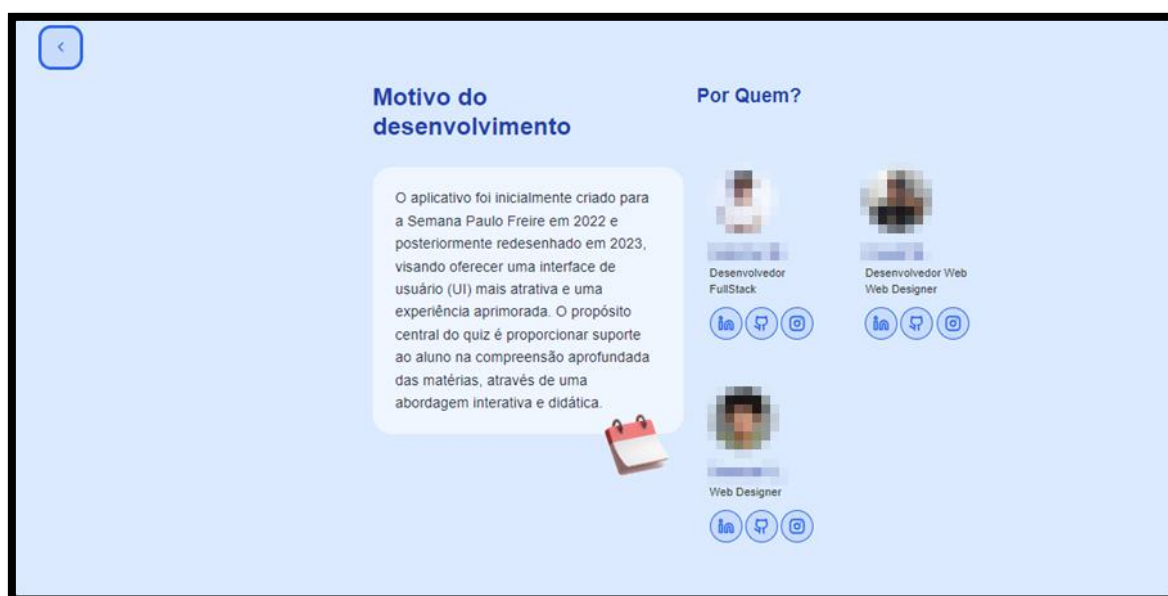 Motivo do
desenvolvimento
O aplicativo foi inicialmente criado para
a Semana Paulo Freire em 2022 e
posteriormente redesenhado em 2023,
visando oferecer uma interface de
usuário (UI) mais atrativa e uma
experiência aprimorada. O propósito
central do quiz é proporcionar suporte
ao aluno na compreensão aprofundada
das matérias, através de uma
abordagem interativa e didática.
Por Quem?
Desenvolvedor
FullStack
Desenvolvedor Web
Web Designer
Web Designer